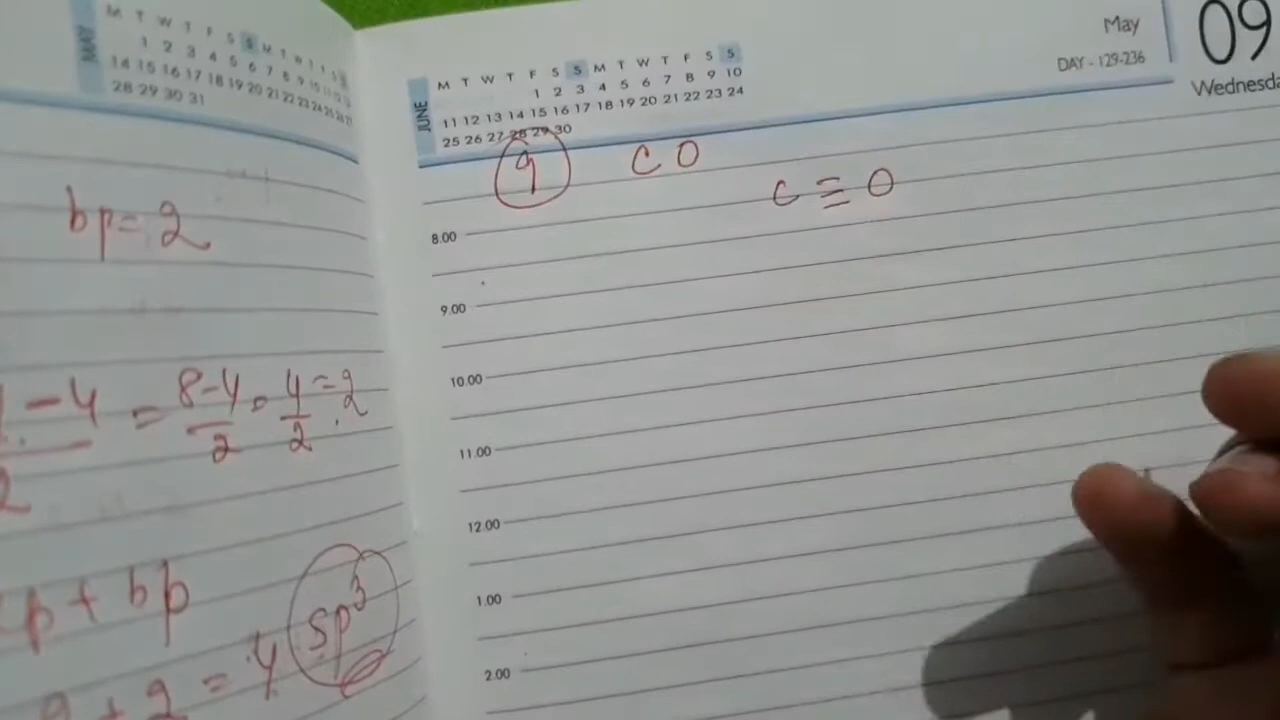 MAY
M T W T F S S M T W T F S S
1 2 3 4 5 6 7 8 9 10 11 12 13
14 15 16 17 18 19 20 21 22 23 24 25 26 27
28 29 30 31
bp = 2
- 4 = 8-4 = 4 = 2
2 2 2
p + bp
+ 2 = 4 sp³
JUNE
M T W T F S S M T W T F S S
1 2 3 4 5 6 7 8 9 10
11 12 13 14 15 16 17 18 19 20 21 22 23 24
25 26 27 28 29 30
May
DAY - 129-236
09
Wednesda
9 CO
C ≡ O
8.00
9.00
10.00
11.00
12.00
1.00
2.00